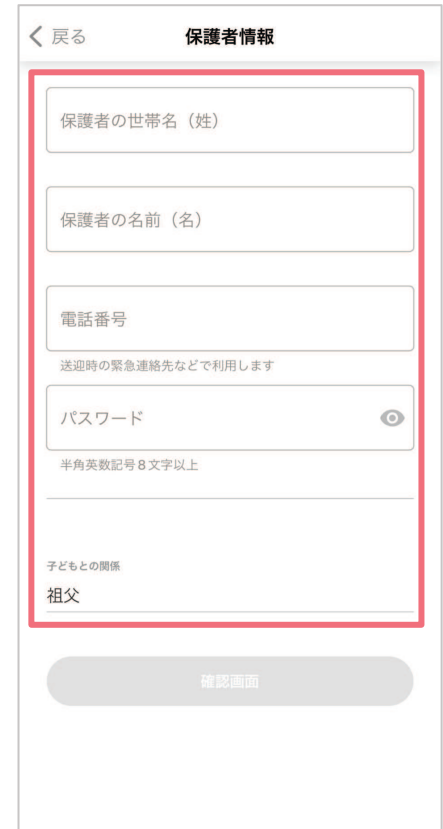 戻る 保護者情報
保護者の世帯名（姓）
保護者の名前（名）
電話番号
送迎時の緊急連絡先などで利用します
パスワード
半角英数記号8文字以上
子どもとの関係
祖父
確認画面